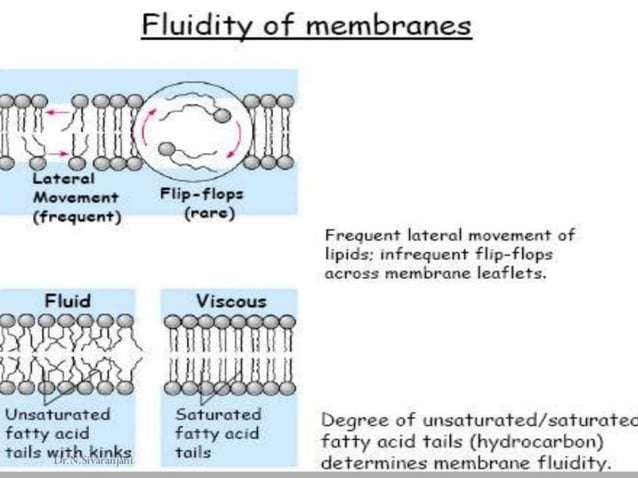 Fluidity of membranes
Lateral
Movement
(frequent)
Flip-flops
(rare)
Frequent lateral movement of
lipids; infrequent flip-flops
across membrane leaflets.
Fluid
Viscous
Unsaturated
fatty acid
tails with kinks
Saturated
fatty acid
tails
Degree of unsaturated/saturated
fatty acid tails (hydrocarbon)
determines membrane fluidity.
Dr.N.Sivaranjani